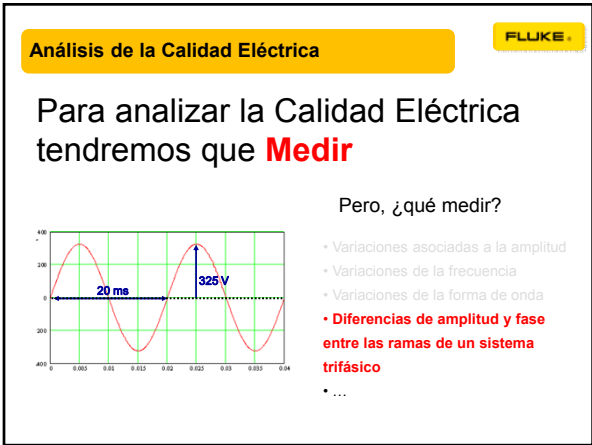 FLUKE®
Análisis de la Calidad Eléctrica
Para analizar la Calidad Eléctrica
tendremos que Medir
Pero, ¿qué medir?
• Variaciones asociadas a la amplitud
• Variaciones de la frecuencia
• Variaciones de la forma de onda
• Diferencias de amplitud y fase
entre las ramas de un sistema
trifásico
• ...
400
100
0
200
400
20 ms
325 V
0 0.005 0.01 0.015 0.02 0.025 0.03 0.035 0.04